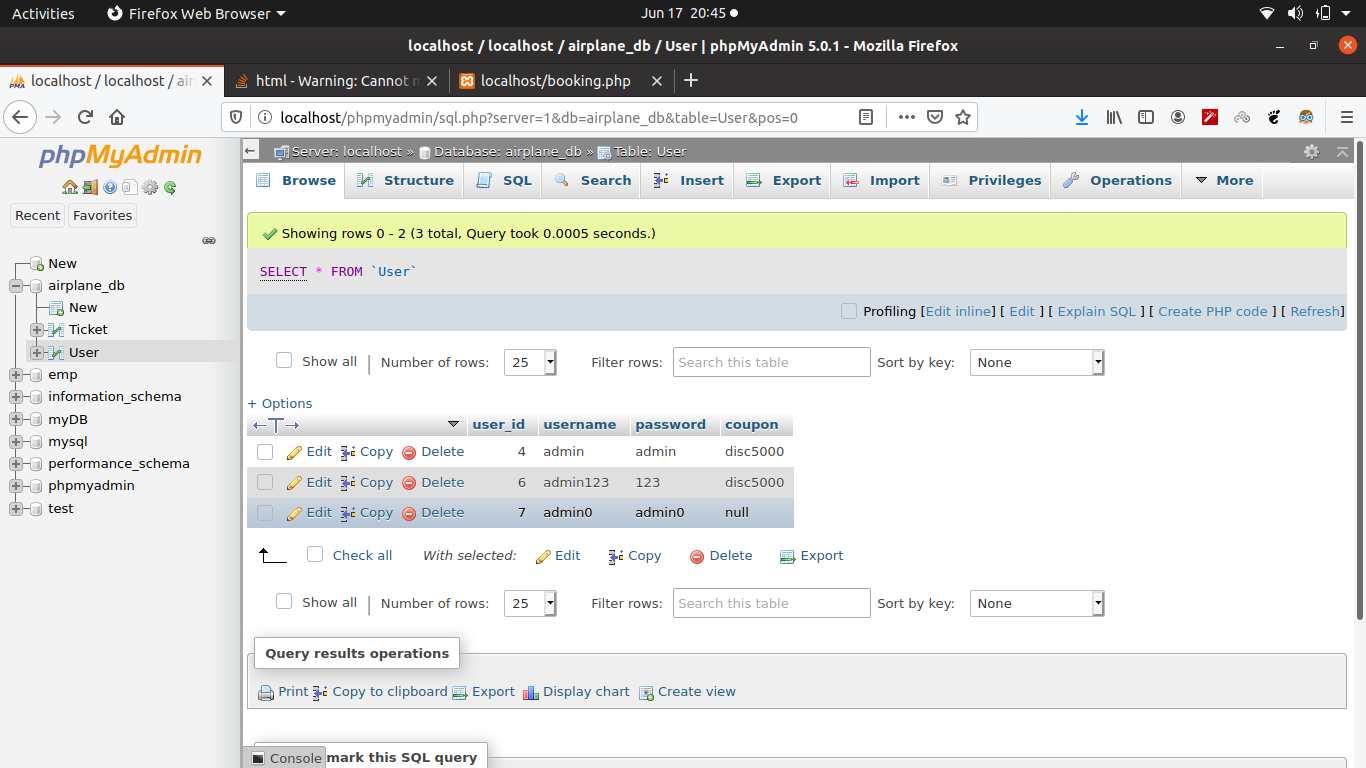 Activities Firefox Web Browser Jun 17 20:45
localhost / localhost / airplane_db / User | phpMyAdmin 5.0.1 - Mozilla Firefox
localhost / localhost / air html - Warning: Cannot localhost/booking.php
localhost/phpmyadmin/sql.php?server=1&db=airplane_db&table=User&pos=0
phpMyAdmin
Recent Favorites
New
airplane_db
New
Ticket
User
emp
information_schema
myDB
mysql
performance_schema
phpmyadmin
test
Server: localhost » Database: airplane_db » Table: User
Browse Structure SQL Search Insert Export Import Privileges Operations More
Showing rows 0 - 2 (3 total, Query took 0.0005 seconds.)
SELECT * FROM `User`
Profiling [Edit inline] [ Edit ] [ Explain SQL ] [ Create PHP code ] [ Refresh]
Show all | Number of rows: 25 Filter rows: Search this table Sort by key: None
+ Options
user_id username password coupon
Edit Copy Delete 4 admin admin disc5000
Edit Copy Delete 6 admin123 123 disc5000
Edit Copy Delete 7 admin0 admin0 null
Check all With selected: Edit Copy Delete Export
Show all | Number of rows: 25 Filter rows: Search this table Sort by key: None
Query results operations
Print Copy to clipboard Export Display chart Create view
Console mark this SQL query